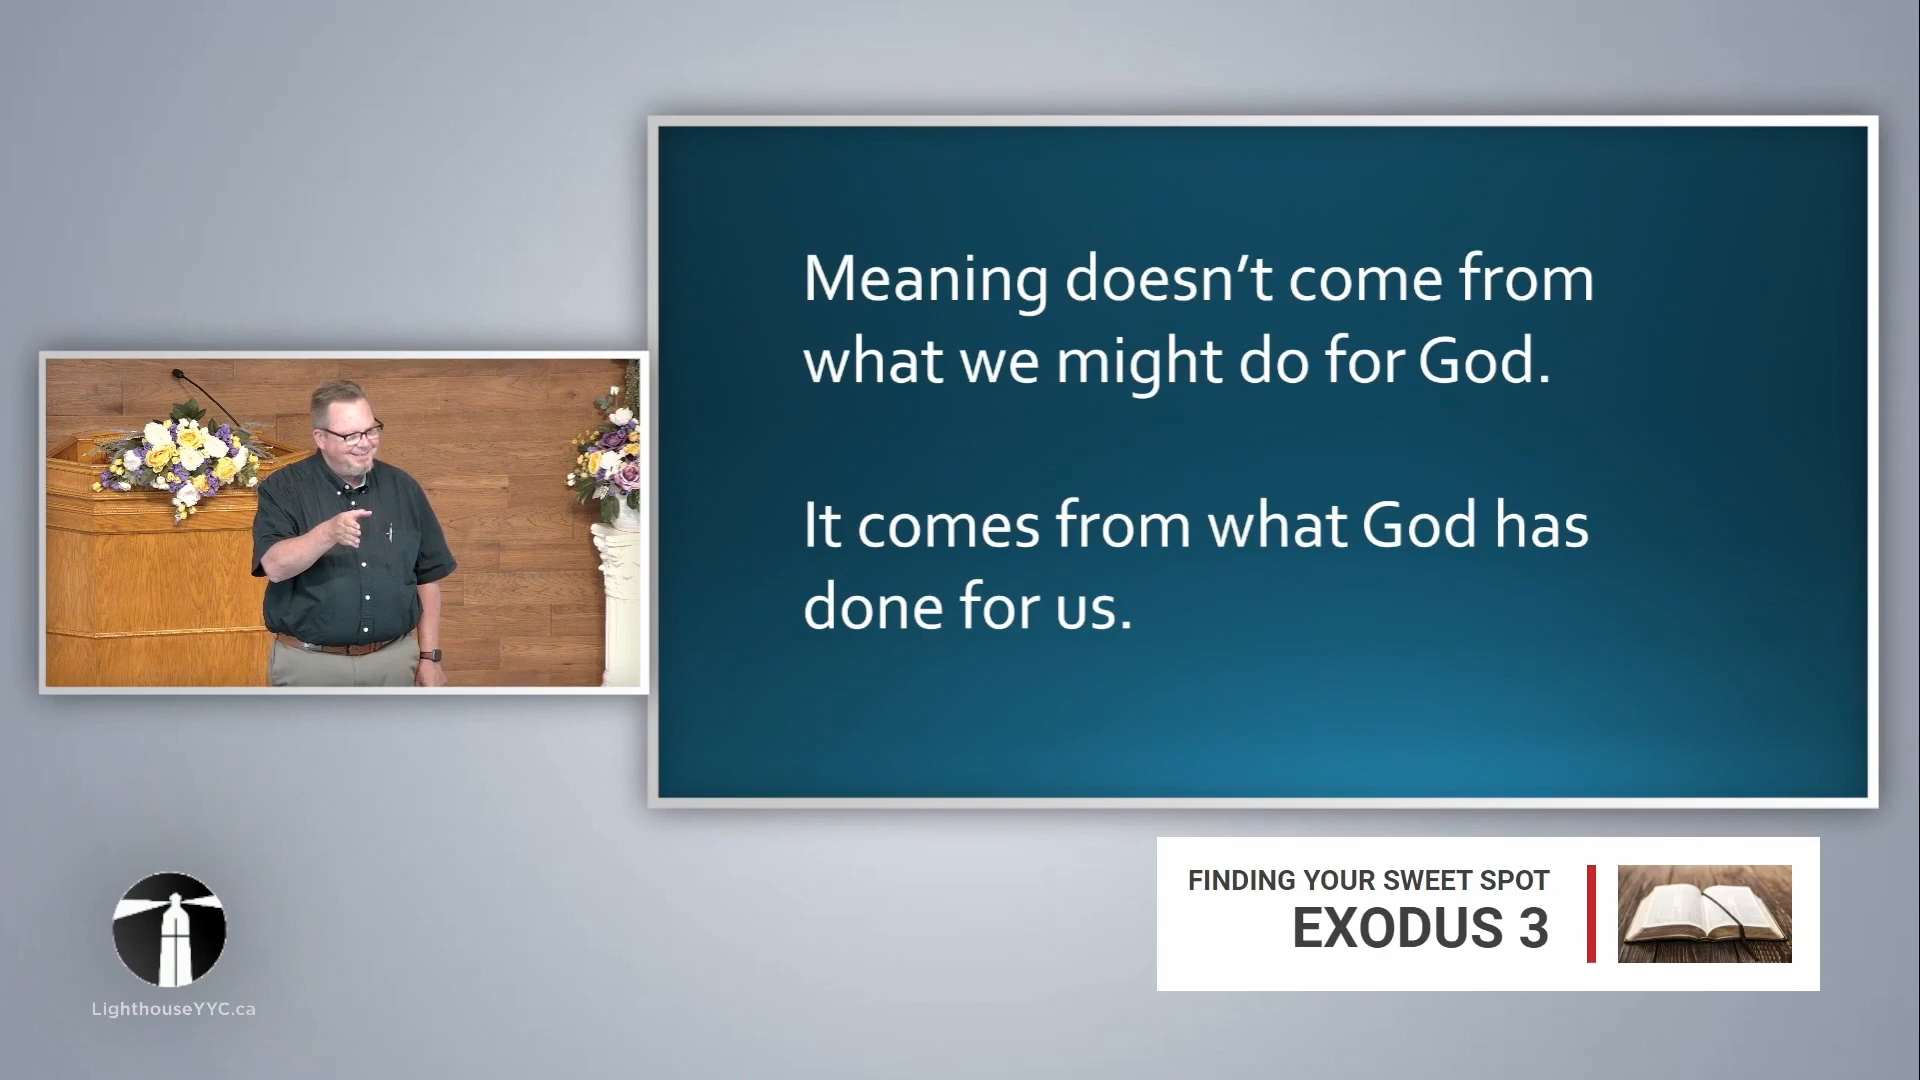 Meaning doesn’t come from
what we might do for God.
It comes from what God has
done for us.
FINDING YOUR SWEET SPOT
EXODUS 3
LighthouseYYC.ca